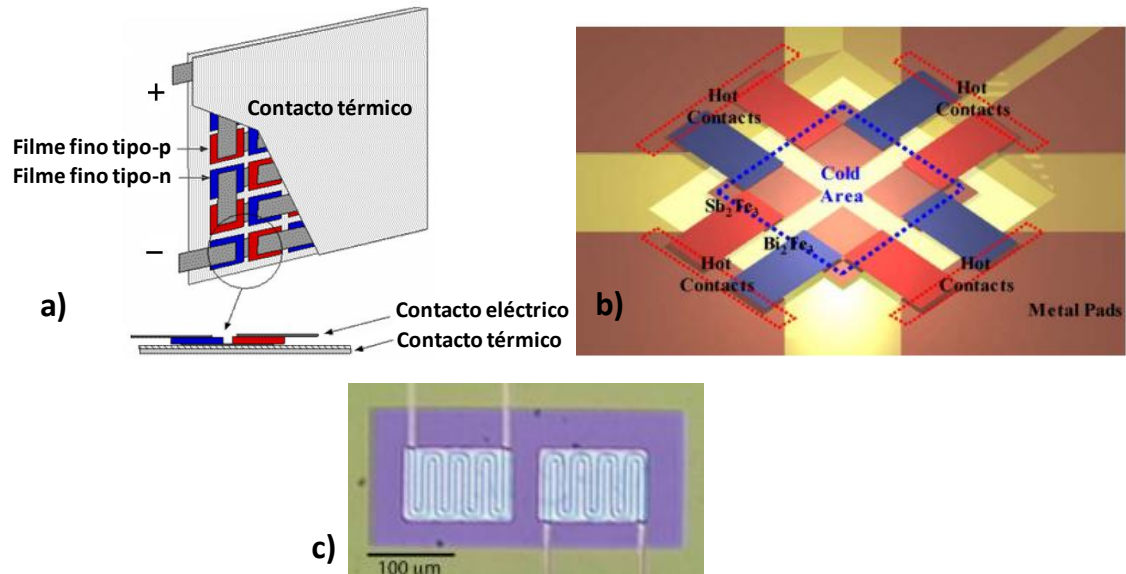 Contacto térmico
+
Filme fino tipo-p
Filme fino tipo-n
−
a)
Contacto eléctrico
Contacto térmico
Hot
Contacts
Hot
Contacts
Cold
Area
Sb2Te3
Bi2Te3
Hot
Contacts
Hot
Contacts
b)
Metal Pads
c)
100 µm